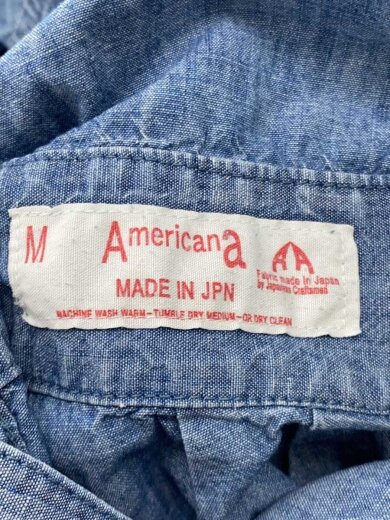 M
Americana
AA
Fabric made in Japan
by Japanese Craftsmen
MADE IN JPN
MACHINE WASH WARM-TUMBLE DRY MEDIUM-OR DRY CLEAN